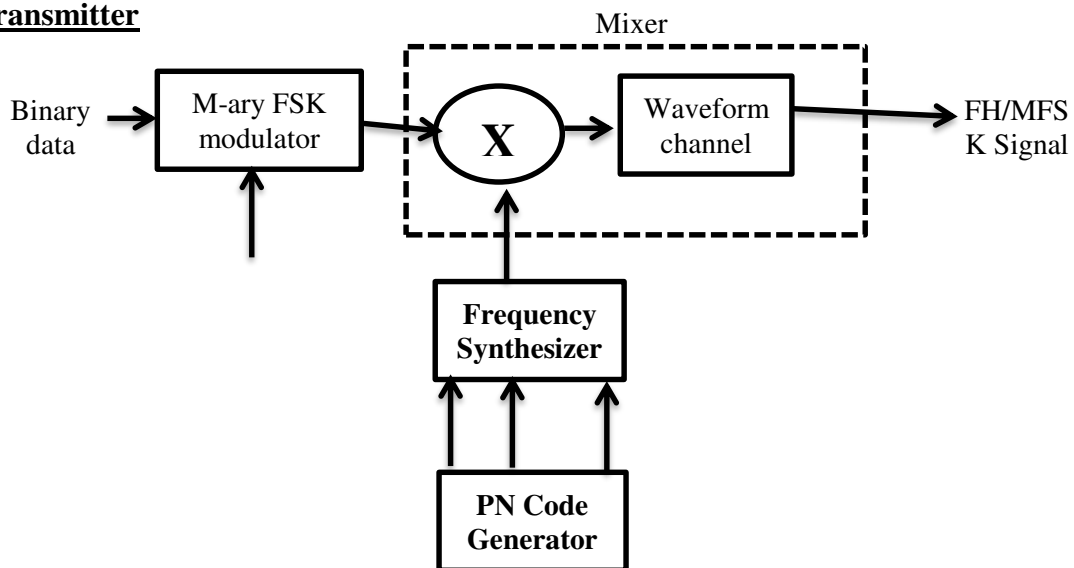 ransmitter
Mixer
Binary
data
M-ary FSK
modulator
X
Waveform
channel
FH/MFS
K Signal
Frequency
Synthesizer
PN Code
Generator